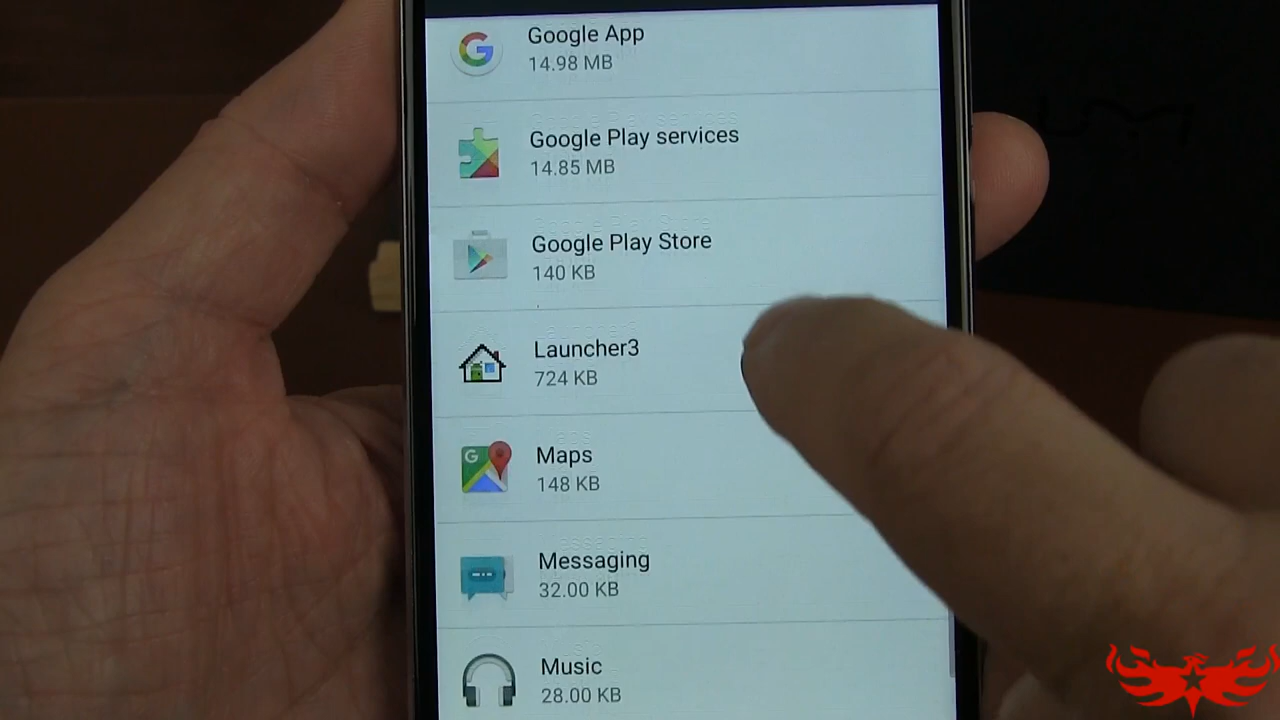 Google App
14.98 MB
Google Play services
14.85 MB
Google Play Store
140 KB
Launcher3
724 KB
Maps
148 KB
Messaging
32.00 KB
Music
28.00 KB